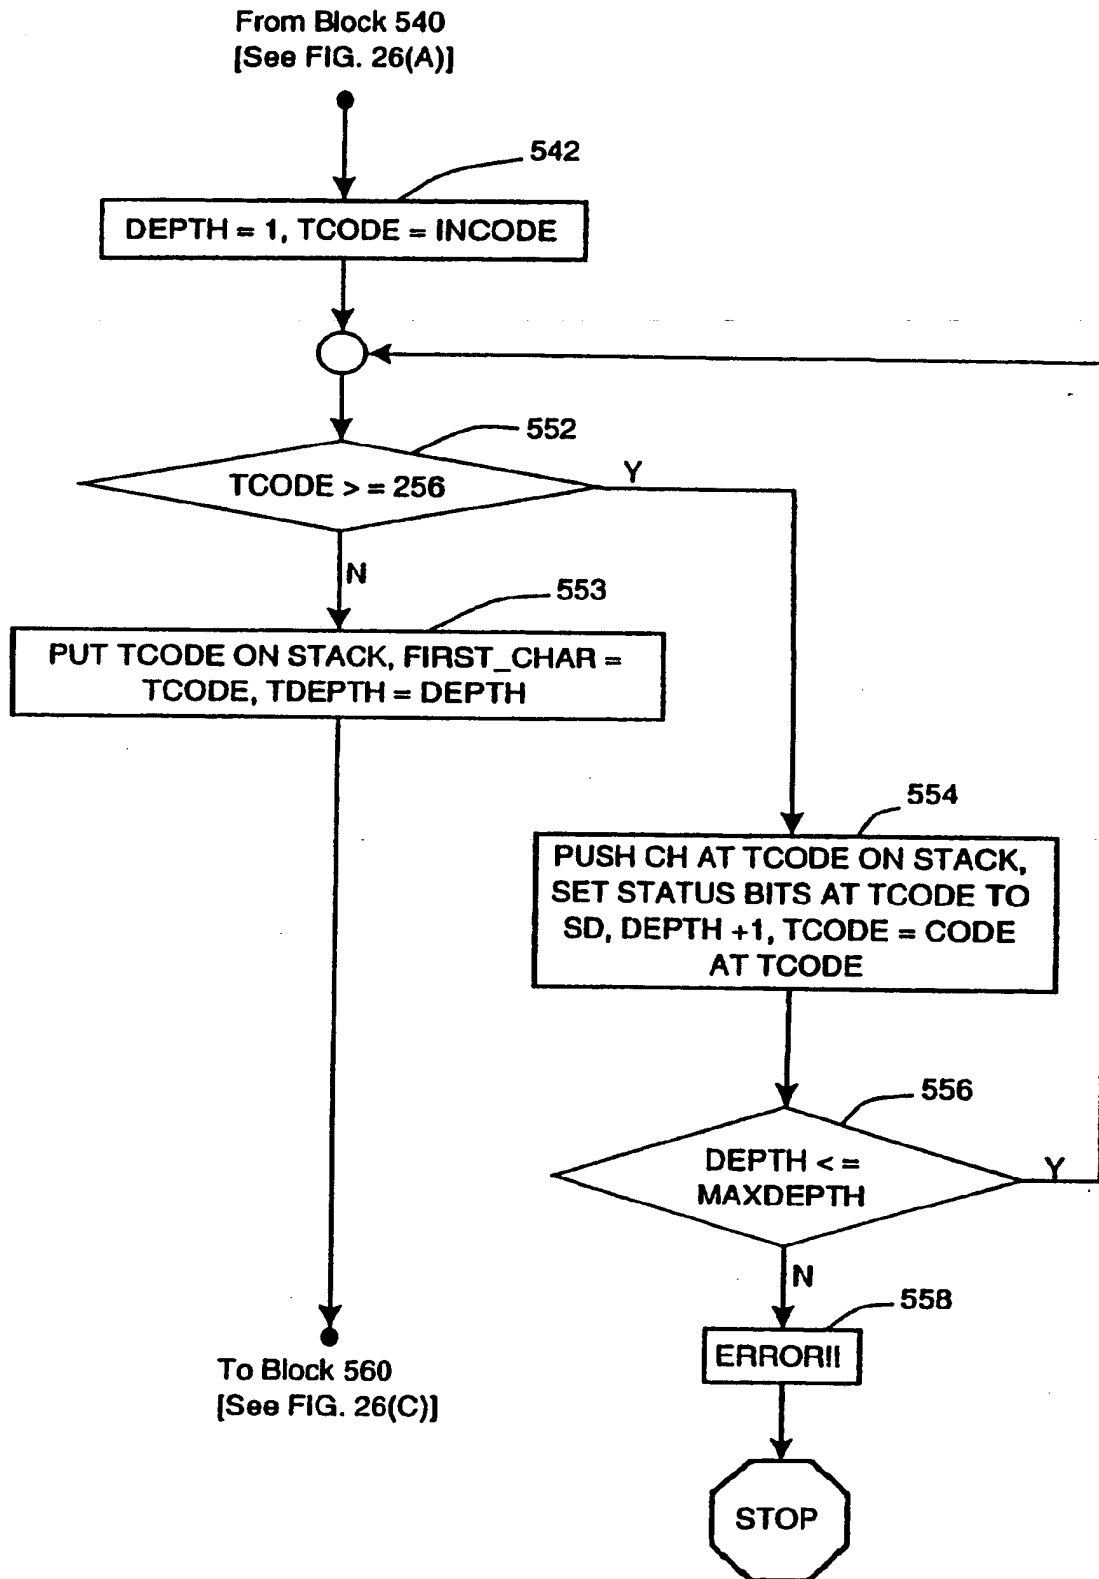 From Block 540
[See FIG. 26(A)]
542
DEPTH = 1, TCODE = INCODE
552
TCODE > = 256
Y
N
553
PUT TCODE ON STACK, FIRST_CHAR =
TCODE, TDEPTH = DEPTH
554
PUSH CH AT TCODE ON STACK,
SET STATUS BITS AT TCODE TO
SD, DEPTH +1, TCODE = CODE
AT TCODE
556
DEPTH < =
MAXDEPTH
Y
N
558
ERROR!!
To Block 560
[See FIG. 26(C)]
STOP